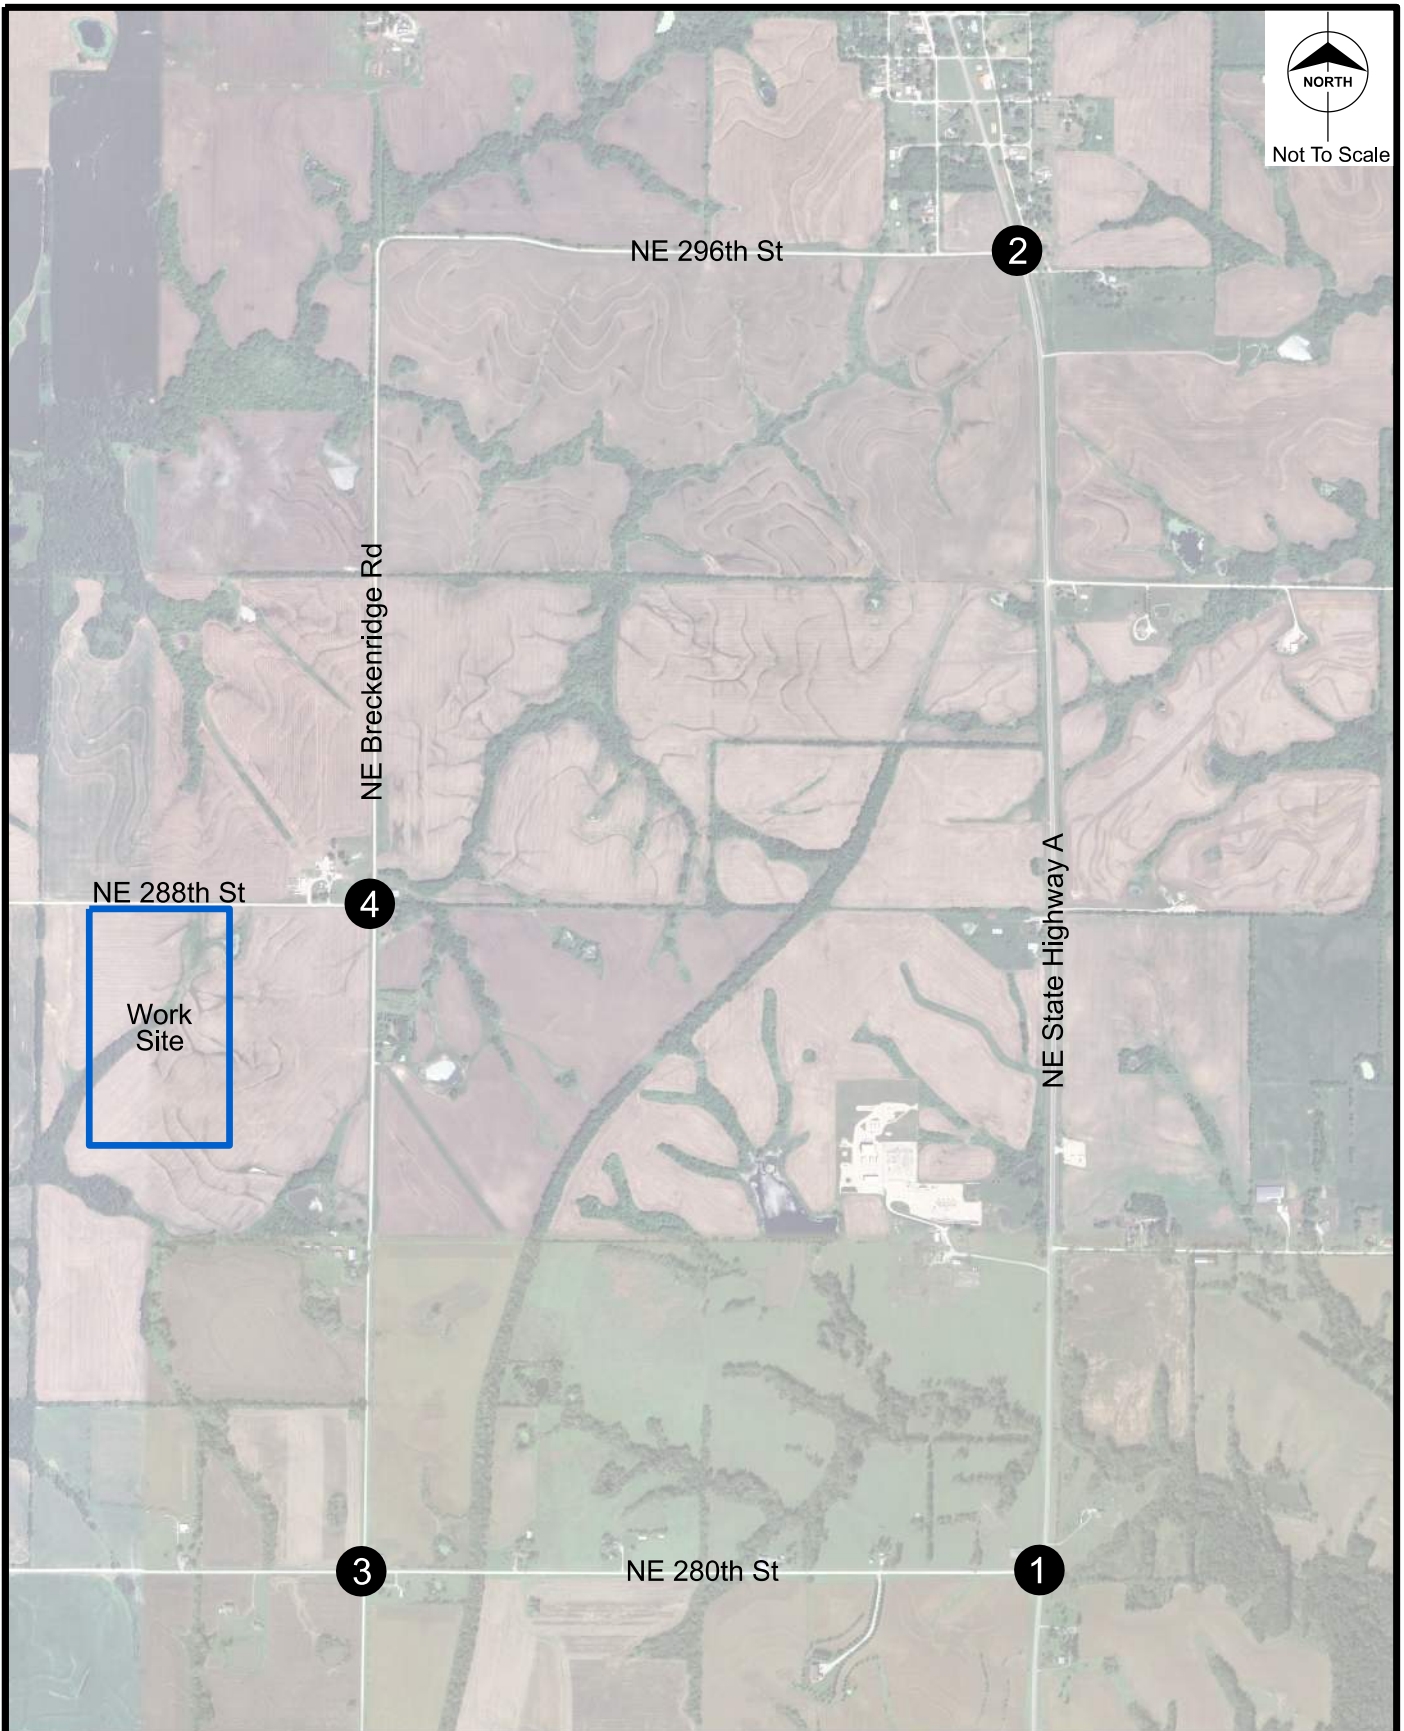 NORTH
Not To Scale
NE 296th St
2
NE Breckenridge Rd
NE State Highway A
NE 288th St
4
Work
Site
3
NE 280th St
1